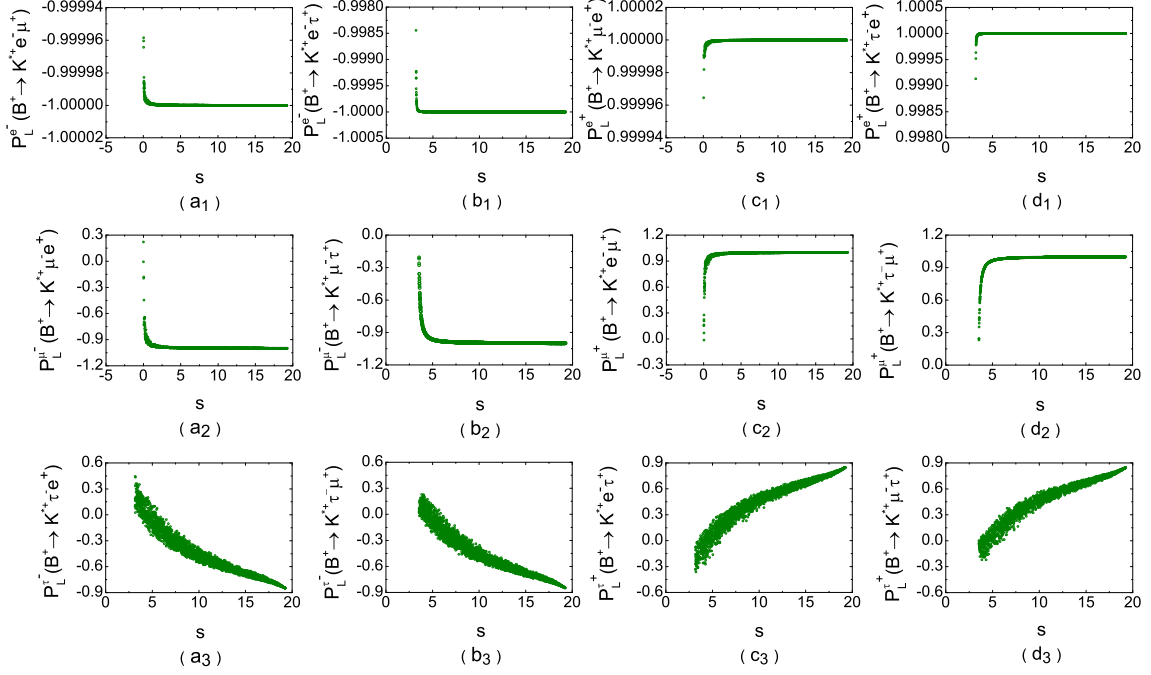 P_L^{e^-}(B^+→K^{*+}e^-μ^+)
-0.99994
-0.99996
-0.99998
-1.00000
-1.00002
-5 0 5 10 15 20
s
( a1 )
P_L^{e^-}(B^+→K^{*+}e^-τ^+)
-0.9980
-0.9985
-0.9990
-0.9995
-1.0000
-1.0005
0 5 10 15 20
s
( b1 )
P_L^{e^+}(B^+→K^{*+}μ^-e^+)
1.00002
1.00000
0.99998
0.99996
0.99994
-5 0 5 10 15 20
s
( c1 )
P_L^{e^+}(B^+→K^{*+}τ^-e^+)
1.0005
1.0000
0.9995
0.9990
0.9985
0.9980
0 5 10 15 20
s
( d1 )
P_L^{μ^-}(B^+→K^{*+}μ^-e^+)
0.3
0.0
-0.3
-0.6
-0.9
-1.2
-5 0 5 10 15 20
s
( a2 )
P_L^{μ^-}(B^+→K^{*+}μ^-τ^+)
0.0
-0.3
-0.6
-0.9
-1.2
0 5 10 15 20
s
( b2 )
P_L^{μ^+}(B^+→K^{*+}e^-μ^+)
1.2
0.9
0.6
0.3
0.0
-0.3
-5 0 5 10 15 20
s
( c2 )
P_L^{μ^+}(B^+→K^{*+}τ^-μ^+)
1.2
0.9
0.6
0.3
0.0
0 5 10 15 20
s
( d2 )
P_L^{τ^-}(B^+→K^{*+}τ^-e^+)
0.6
0.3
0.0
-0.3
-0.6
-0.9
0 5 10 15 20
s
( a3 )
P_L^{τ^-}(B^+→K^{*+}τ^-μ^+)
0.6
0.3
0.0
-0.3
-0.6
-0.9
0 5 10 15 20
s
( b3 )
P_L^{τ^+}(B^+→K^{*+}e^-τ^+)
0.9
0.6
0.3
0.0
-0.3
-0.6
0 5 10 15 20
s
( c3 )
P_L^{τ^+}(B^+→K^{*+}μ^-τ^+)
0.9
0.6
0.3
0.0
-0.3
-0.6
0 5 10 15 20
s
( d3 )